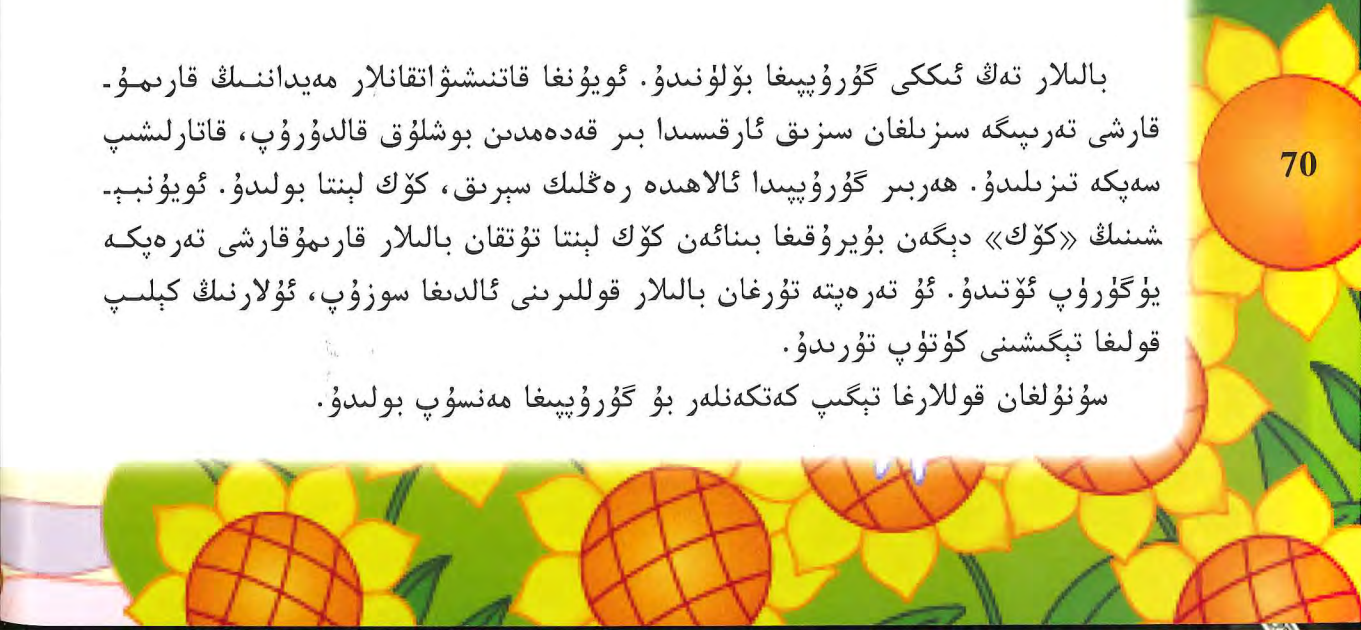 بالىلار تەڭ ئىككى گۇرۇپپىغا بۆلۈنىدۇ. ئويۇنغا قاتنىشىۋاتقانلار مەيداننىڭ قارىمۇ-
قارشى تەرىپىگە سىزىلغان سىزىق ئارقىسىدا بىر قەدەمدىن بوشلۇق قالدۇرۇپ، قاتارلىشىپ
سەپكە تىزىلىدۇ. ھەربىر گۇرۇپپىدا ئالاھىدە رەڭلىك سېرىق، كۆك لېنتا بولىدۇ. ئويۇنبې-
شىنىڭ «كۆك» دېگەن بۇيرۇقىغا بىنائەن كۆك لېنتا تۇتقان بالىلار قارىمۇقارشى تەرەپكە
يۈگۈرۈپ ئۆتىدۇ. ئۇ تەرەپتە تۇرغان بالىلار قوللىرىنى ئالدىغا سوزۇپ، ئۇلارنىڭ كېلىپ
قولىغا تېگىشىنى كۈتۈپ تۇرىدۇ.
سۇنۇلغان قوللارغا تېگىپ كەتكەنلەر بۇ گۇرۇپپىغا مەنسۇپ بولىدۇ.
70